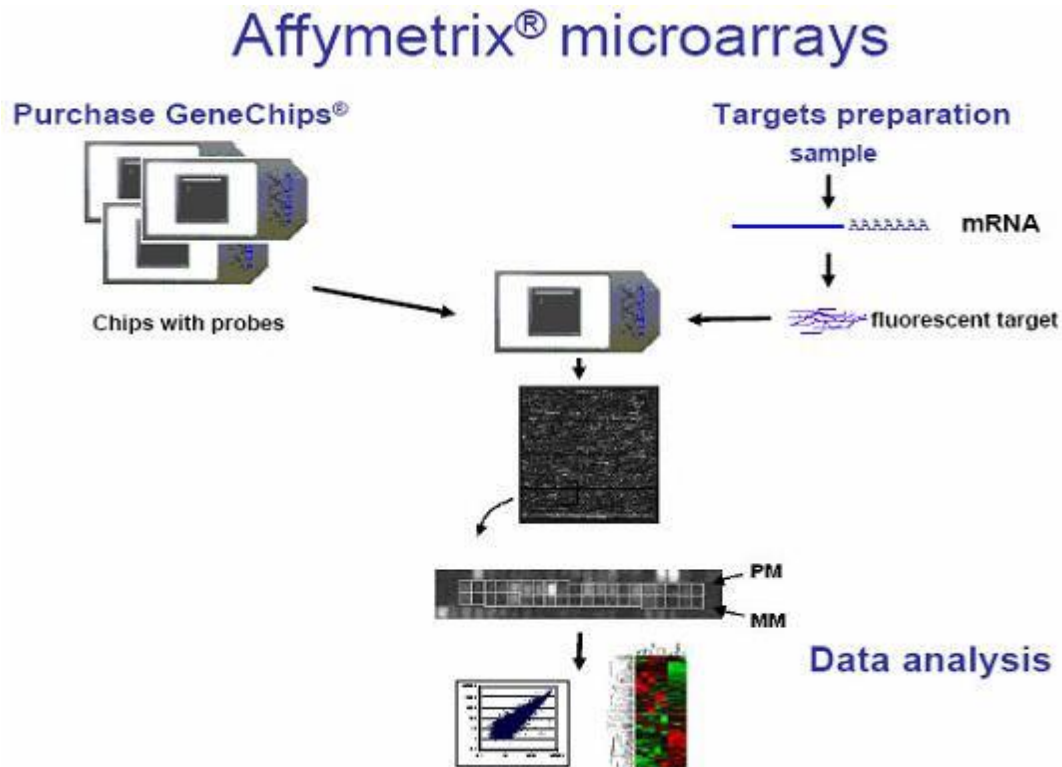 Affymetrix® microarrays
Purchase GeneChips®
Targets preparation
sample
AAAAAAA mRNA
Chips with probes
fluorescent target
PM
MM
Data analysis